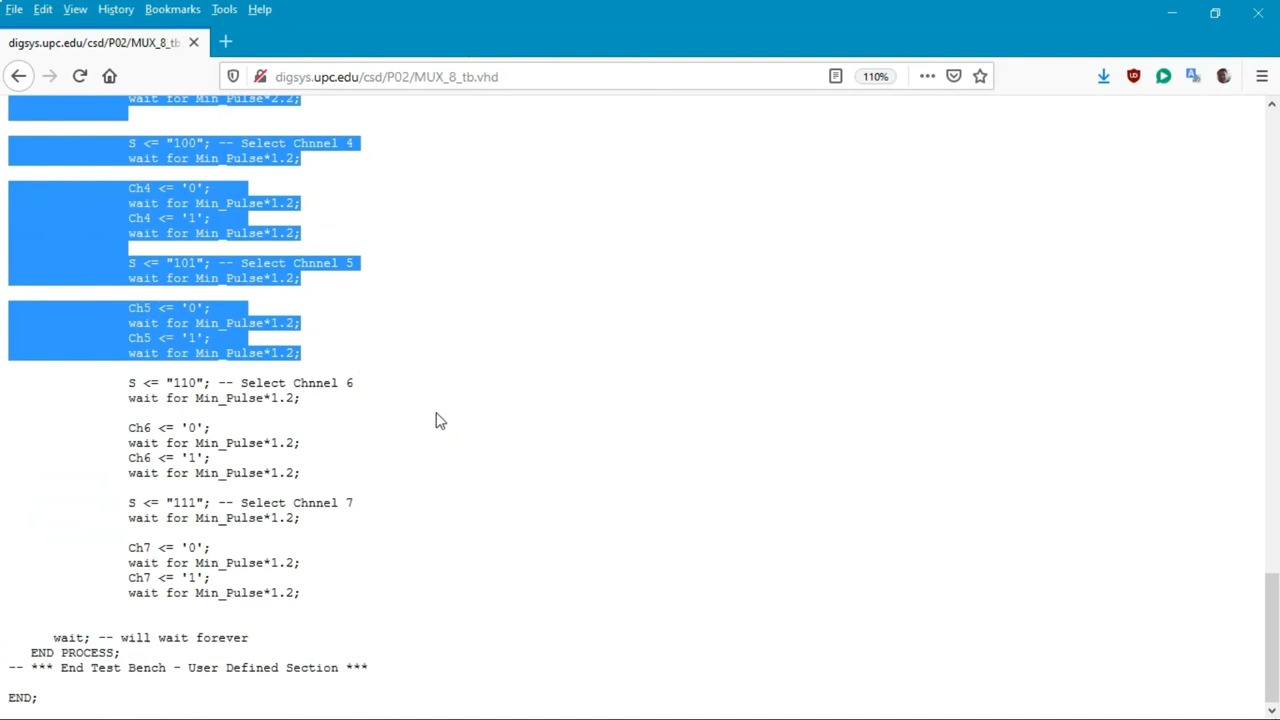 File Edit View History Bookmarks Tools Help
digsys.upc.edu/csd/P02/MUX_8_tb
digsys.upc.edu/csd/P02/MUX_8_tb.vhd
110%
wait for Min_Pulse*2.2;
S <= "100"; -- Select Chnnel 4
wait for Min_Pulse*1.2;
Ch4 <= '0';
wait for Min_Pulse*1.2;
Ch4 <= '1';
wait for Min_Pulse*1.2;
S <= "101"; -- Select Chnnel 5
wait for Min_Pulse*1.2;
Ch5 <= '0';
wait for Min_Pulse*1.2;
Ch5 <= '1';
wait for Min_Pulse*1.2;
S <= "110"; -- Select Chnnel 6
wait for Min_Pulse*1.2;
Ch6 <= '0';
wait for Min_Pulse*1.2;
Ch6 <= '1';
wait for Min_Pulse*1.2;
S <= "111"; -- Select Chnnel 7
wait for Min_Pulse*1.2;
Ch7 <= '0';
wait for Min_Pulse*1.2;
Ch7 <= '1';
wait for Min_Pulse*1.2;
wait; -- will wait forever
END PROCESS;
-- *** End Test Bench - User Defined Section ***
END;